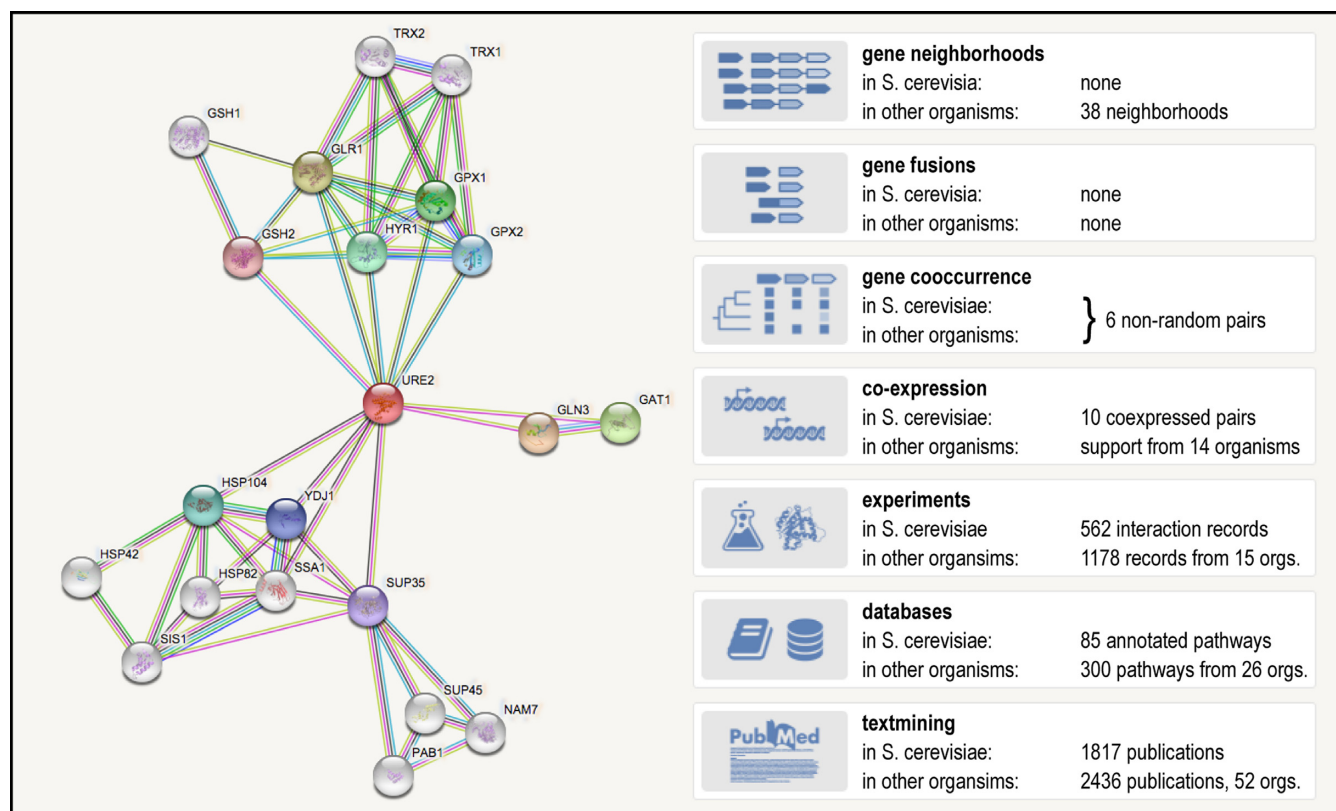 TRX2
TRX1
GSH1
GLR1
GPX1
GSH2
HYR1
GPX2
URE2
GLN3
GAT1
HSP104
YDJ1
HSP42
HSP82
SSA1
SUP35
SIS1
SUP45
NAM7
PAB1
gene neighborhoods
in S. cerevisia: none
in other organisms: 38 neighborhoods
gene fusions
in S. cerevisia: none
in other organisms: none
gene cooccurrence
in S. cerevisiae:
} 6 non-random pairs
in other organisms:
co-expression
in S. cerevisiae: 10 coexpressed pairs
in other organisms: support from 14 organisms
experiments
in S. cerevisiae 562 interaction records
in other organsims: 1178 records from 15 orgs.
databases
in S. cerevisiae: 85 annotated pathways
in other organisms: 300 pathways from 26 orgs.
PubMed
textmining
in S. cerevisiae: 1817 publications
in other organsims: 2436 publications, 52 orgs.